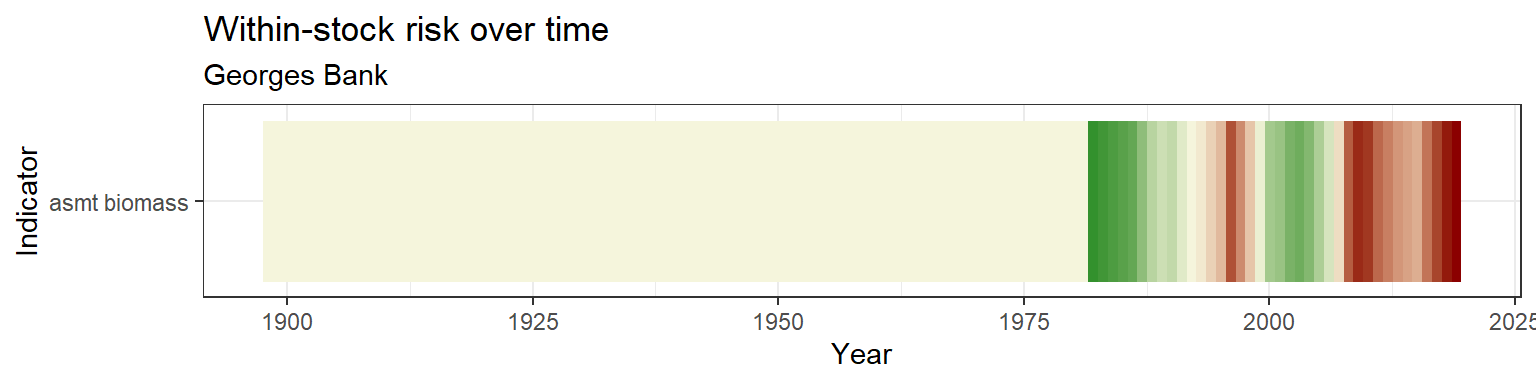 Within-stock risk over time
Georges Bank
Indicator
asmt biomass
1900 1925 1950 1975 2000 2025
Year